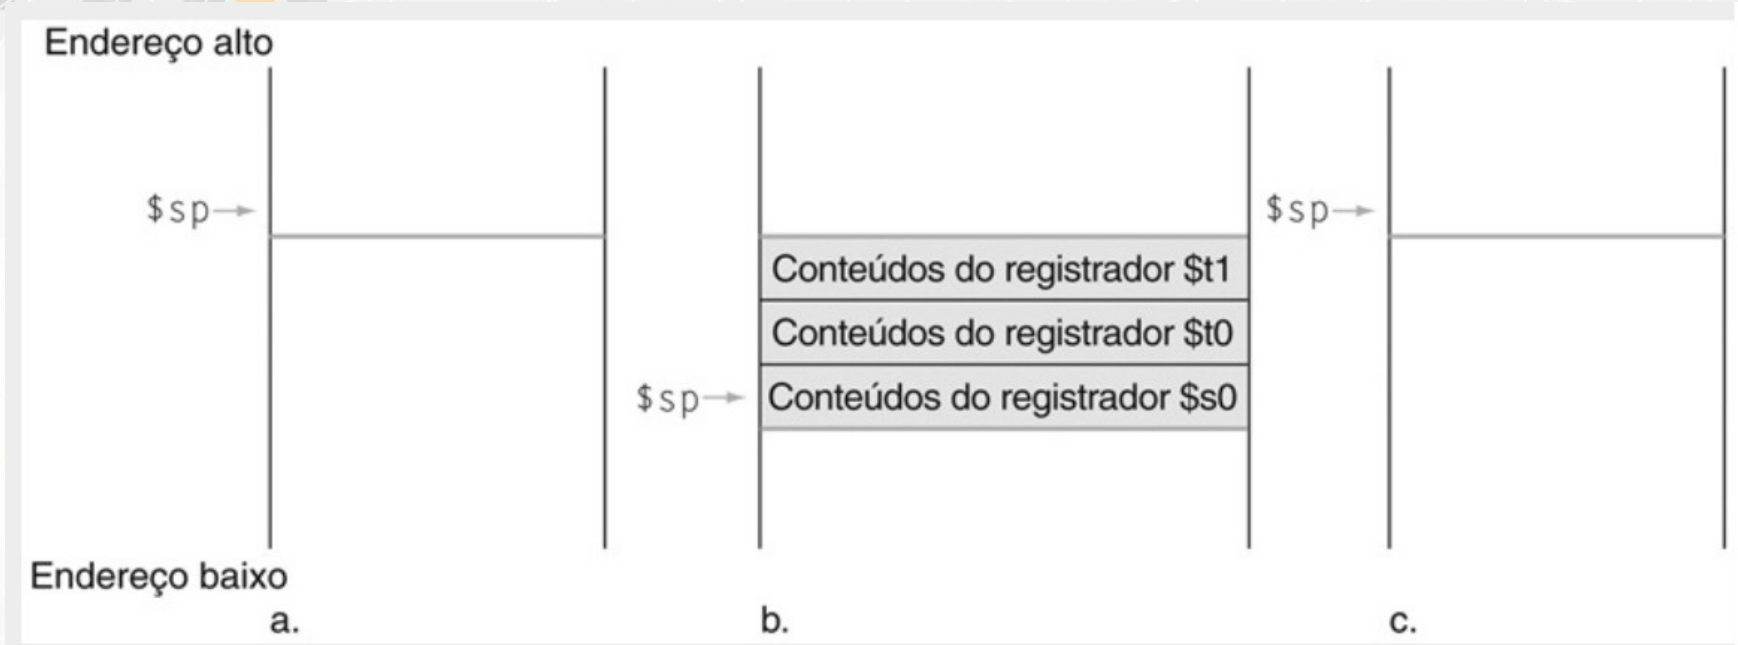 Endereço alto
$sp
$sp
Conteúdos do registrador $t1
Conteúdos do registrador $t0
$sp
Conteúdos do registrador $s0
Endereço baixo
a.
b.
c.